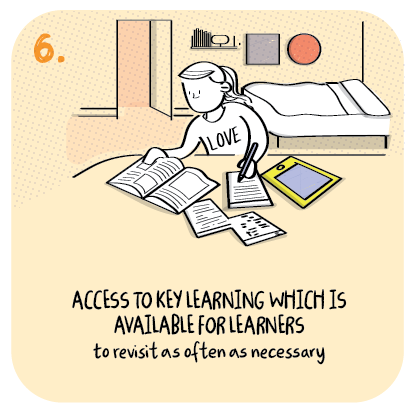 6.
LOVE
ACCESS TO KEY LEARNING WHICH IS
AVAILABLE FOR LEARNERS
to revisit as often as necessary